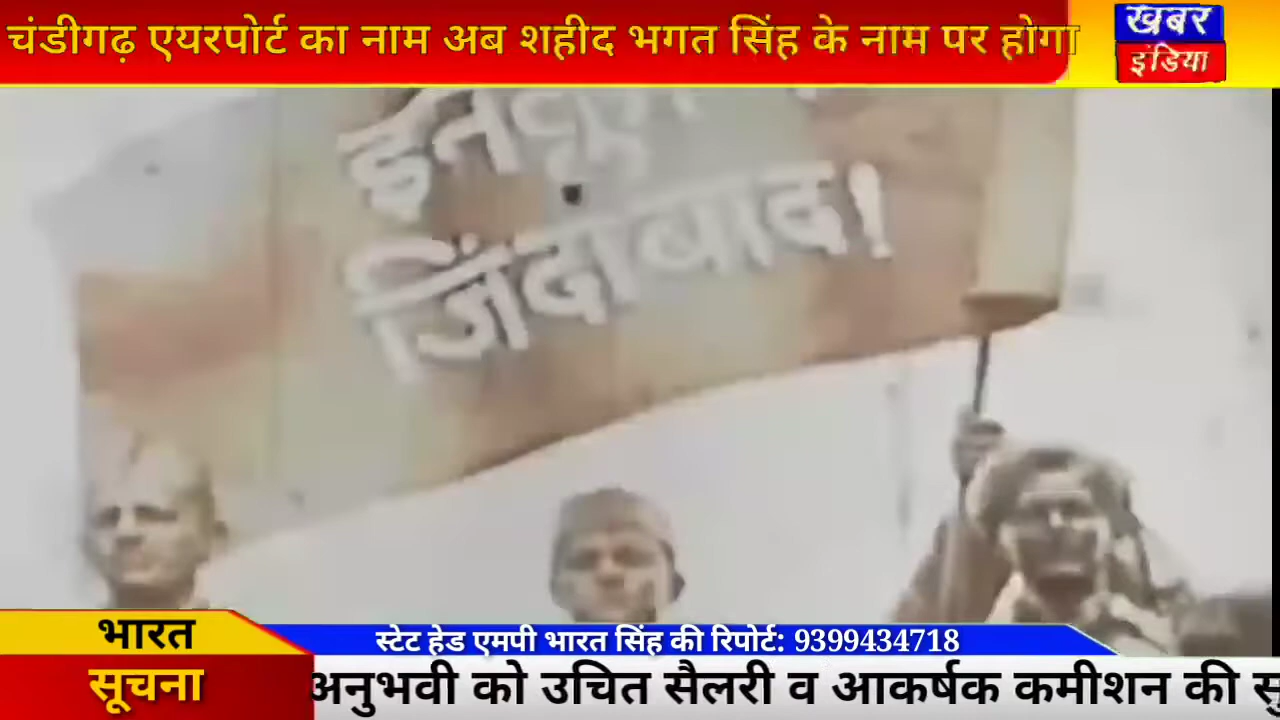 चंडीगढ़ एयरपोर्ट का नाम अब शहीद भगत सिंह के नाम पर होगा
खबर
इंडिया
जिंदाबाद!
भारत
स्टेट हेड एमपी भारत सिंह की रिपोर्ट: 9399434718
सूचना
अनुभवी को उचित सैलरी व आकर्षक कमीशन की